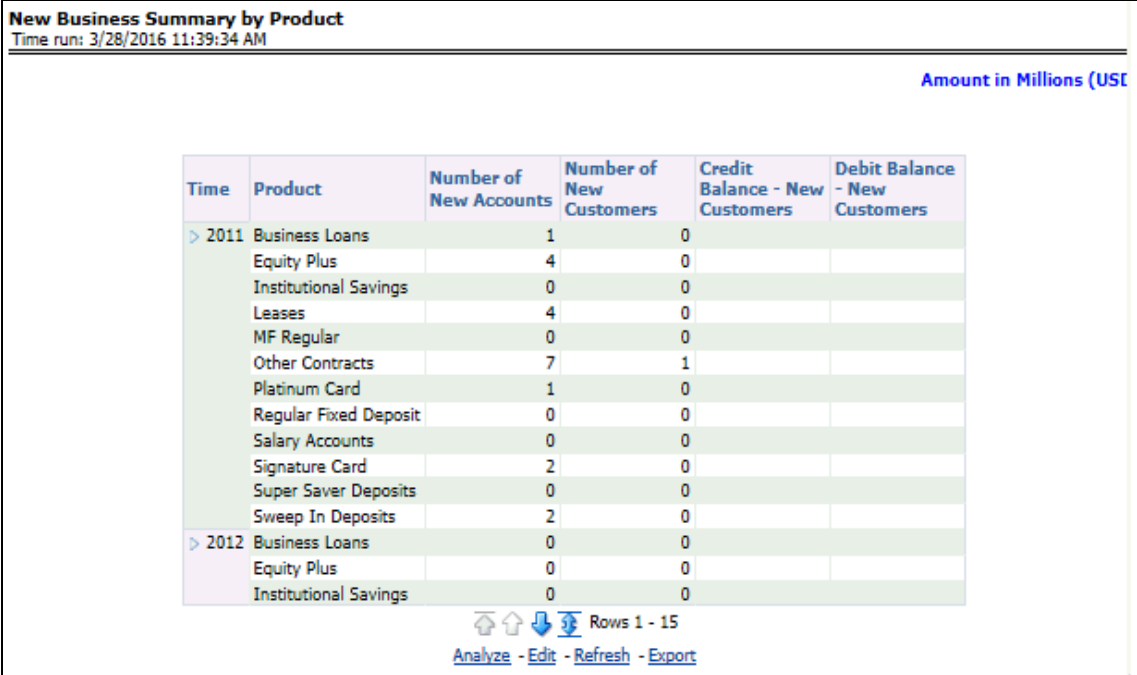 New Business Summary by Product
Time run: 3/28/2016 11:39:34 AM
Amount in Millions (USD
Time Product Number of New Accounts Number of New Customers Credit Balance - New Customers Debit Balance - New Customers
2011 Business Loans 1 0
Equity Plus 4 0
Institutional Savings 0 0
Leases 4 0
MF Regular 0 0
Other Contracts 7 1
Platinum Card 1 0
Regular Fixed Deposit 0 0
Salary Accounts 0 0
Signature Card 2 0
Super Saver Deposits 0 0
Sweep In Deposits 2 0
2012 Business Loans 0 0
Equity Plus 0 0
Institutional Savings 0 0
Rows 1 - 15
Analyze - Edit - Refresh - Export